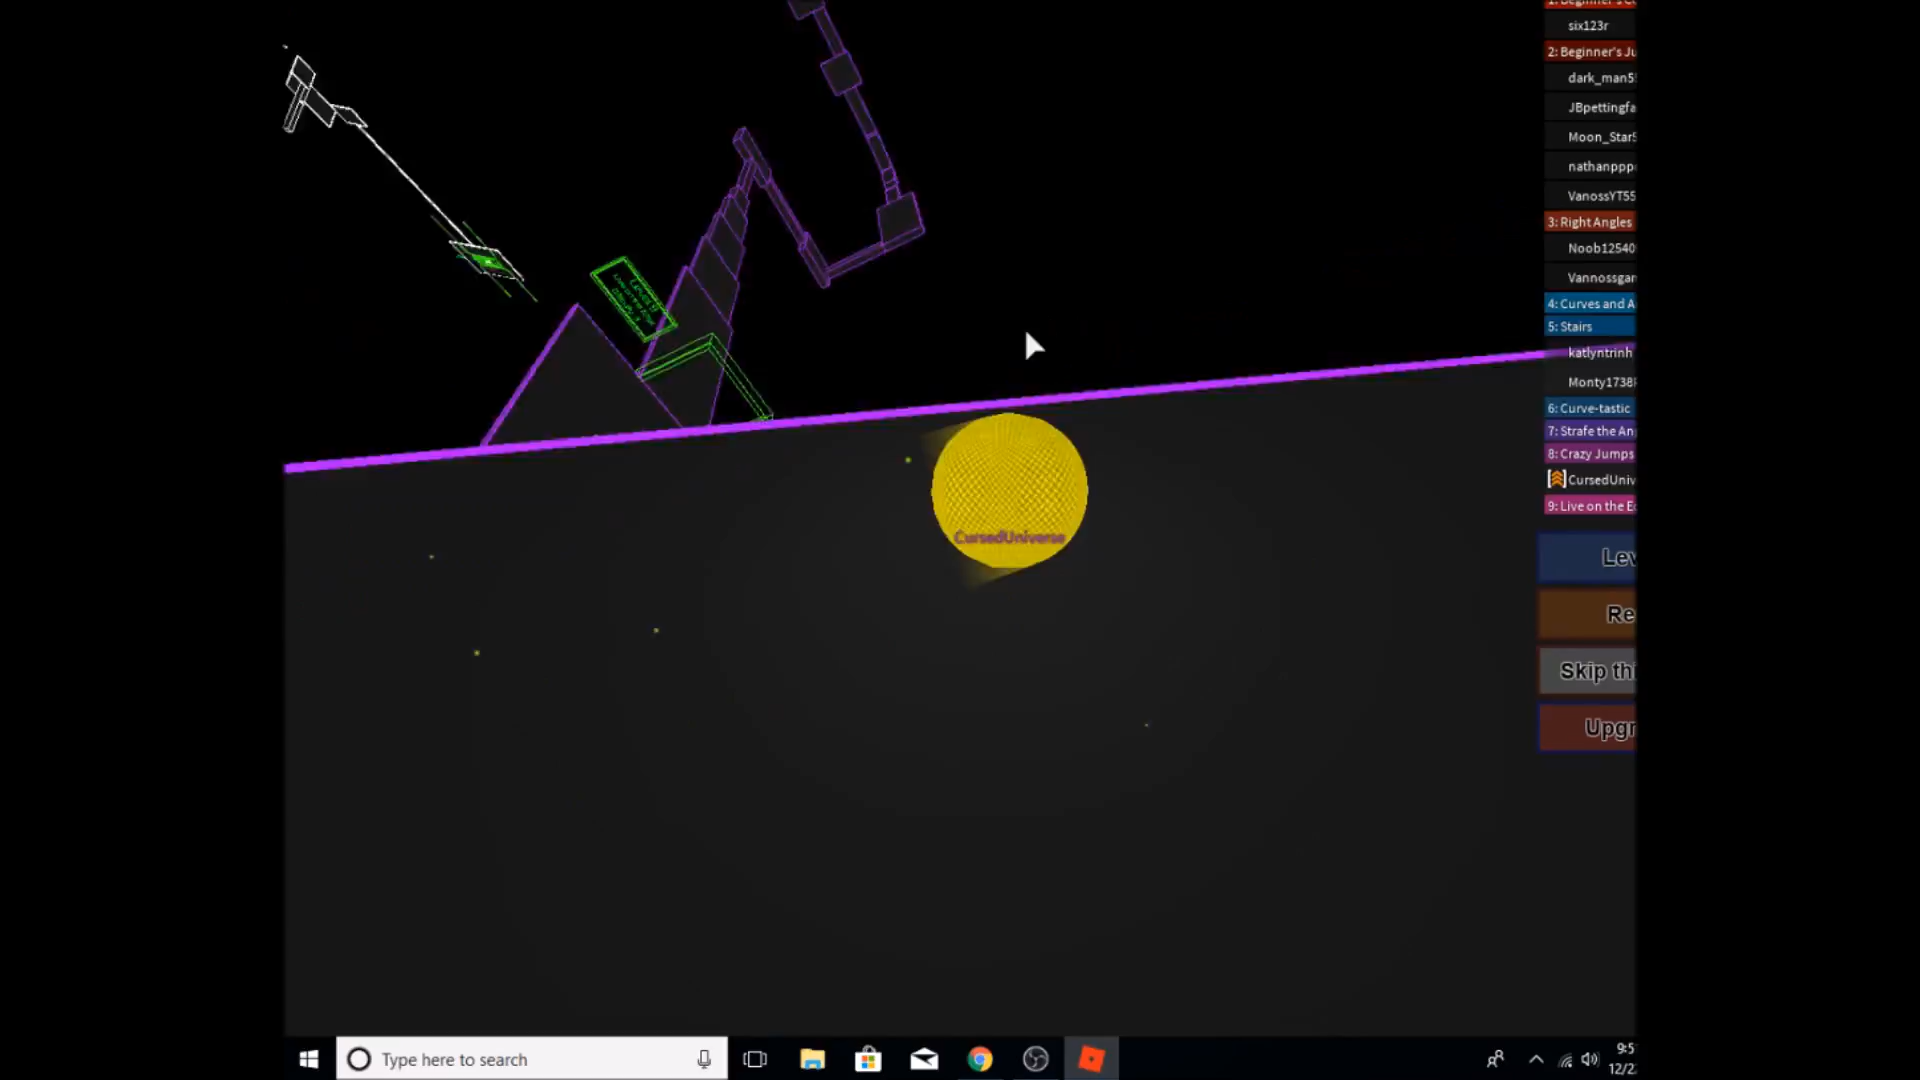 six123r
2: Beginner's Ju
dark_man5
JBpettingfa
Moon_Star
nathanppp
VanossYT55
3: Right Angles
Noob12540
Vannossgar
4: Curves and A
5: Stairs
katlyntrinh
Monty1738
6: Curve-tastic
7: Strafe the An
8: Crazy Jumps
CursedUniv
9: Live on the E
CursedUniverse
Lev
Re
Skip thi
Upgr
Type here to search
9:5
12/2